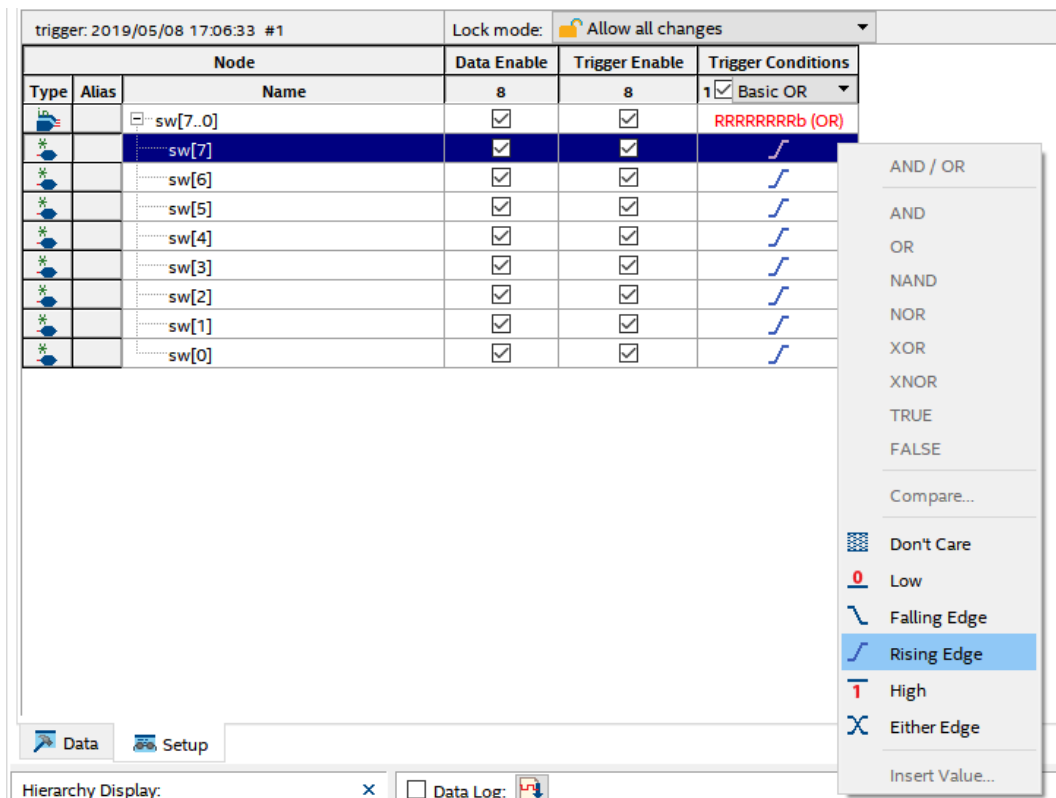 trigger: 2019/05/08 17:06:33 #1 Lock mode: Allow all changes
Node Data Enable Trigger Enable Trigger Conditions
Type Alias Name 8 8 1 Basic OR
sw[7..0] RRRRRRRRb (OR)
sw[7]
sw[6]
sw[5]
sw[4]
sw[3]
sw[2]
sw[1]
sw[0]
AND / OR
AND
OR
NAND
NOR
XOR
XNOR
TRUE
FALSE
Compare...
Don't Care
0 Low
Falling Edge
Rising Edge
1 High
Either Edge
Insert Value...
Data Setup
Hierarchy Display: x Data Log: